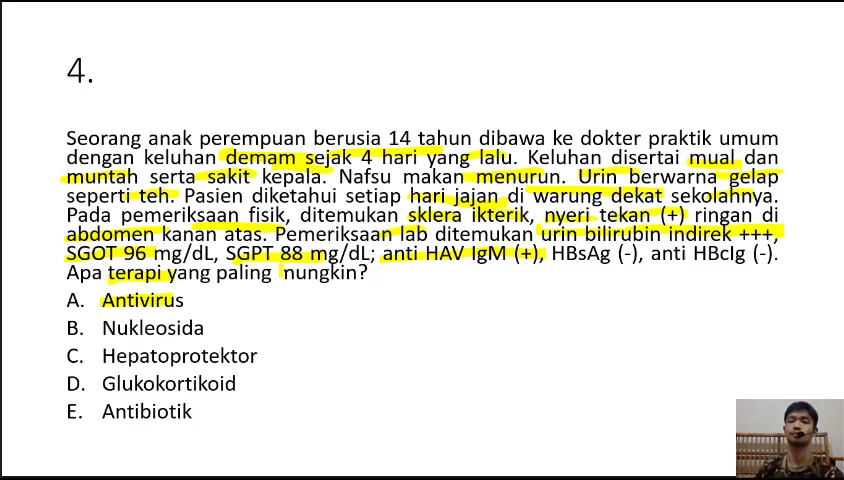 4.
Seorang anak perempuan berusia 14 tahun dibawa ke dokter praktik umum
dengan keluhan demam sejak 4 hari yang lalu. Keluhan disertai mual dan
muntah serta sakit kepala. Nafsu makan menurun. Urin berwarna gelap
seperti teh. Pasien diketahui setiap hari jajan di warung dekat sekolahnya.
Pada pemeriksaan fisik, ditemukan sklera ikterik, nyeri tekan (+) ringan di
abdomen kanan atas. Pemeriksaan lab ditemukan urin bilirubin indirek +++,
SGOT 96 mg/dL, SGPT 88 mg/dL; anti HAV IgM (+), HBsAg (-), anti HBcIg (-).
Apa terapi yang paling nungkin?
A. Antivirus
B. Nukleosida
C. Hepatoprotektor
D. Glukokortikoid
E. Antibiotik